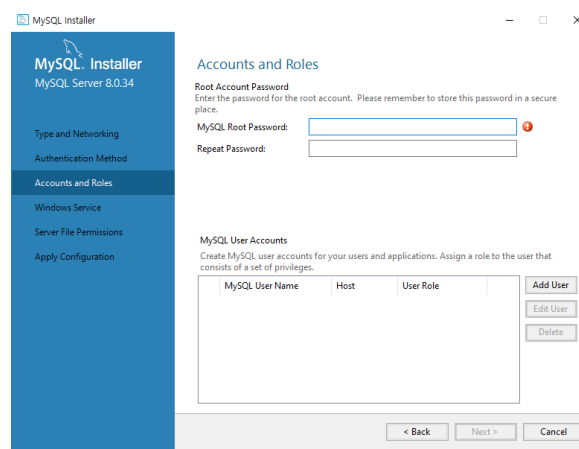 MySQL Installer
MySQL. Installer
MySQL Server 8.0.34
Type and Networking
Authentication Method
Accounts and Roles
Windows Service
Server File Permissions
Apply Configuration
Accounts and Roles
Root Account Password
Enter the password for the root account. Please remember to store this password in a secure
place.
MySQL Root Password:
Repeat Password:
MySQL User Accounts
Create MySQL user accounts for your users and applications. Assign a role to the user that
consists of a set of privileges.
MySQL User Name Host User Role
Add User
Edit User
Delete
< Back Next > Cancel